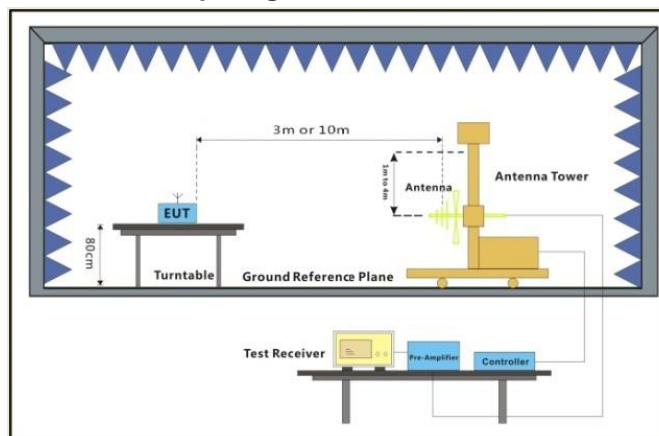 3m or 10m
1m to 4m
Antenna
Antenna Tower
EUT
80cm
Turntable
Ground Reference Plane
Test Receiver
Pre-Amplifier
Controller